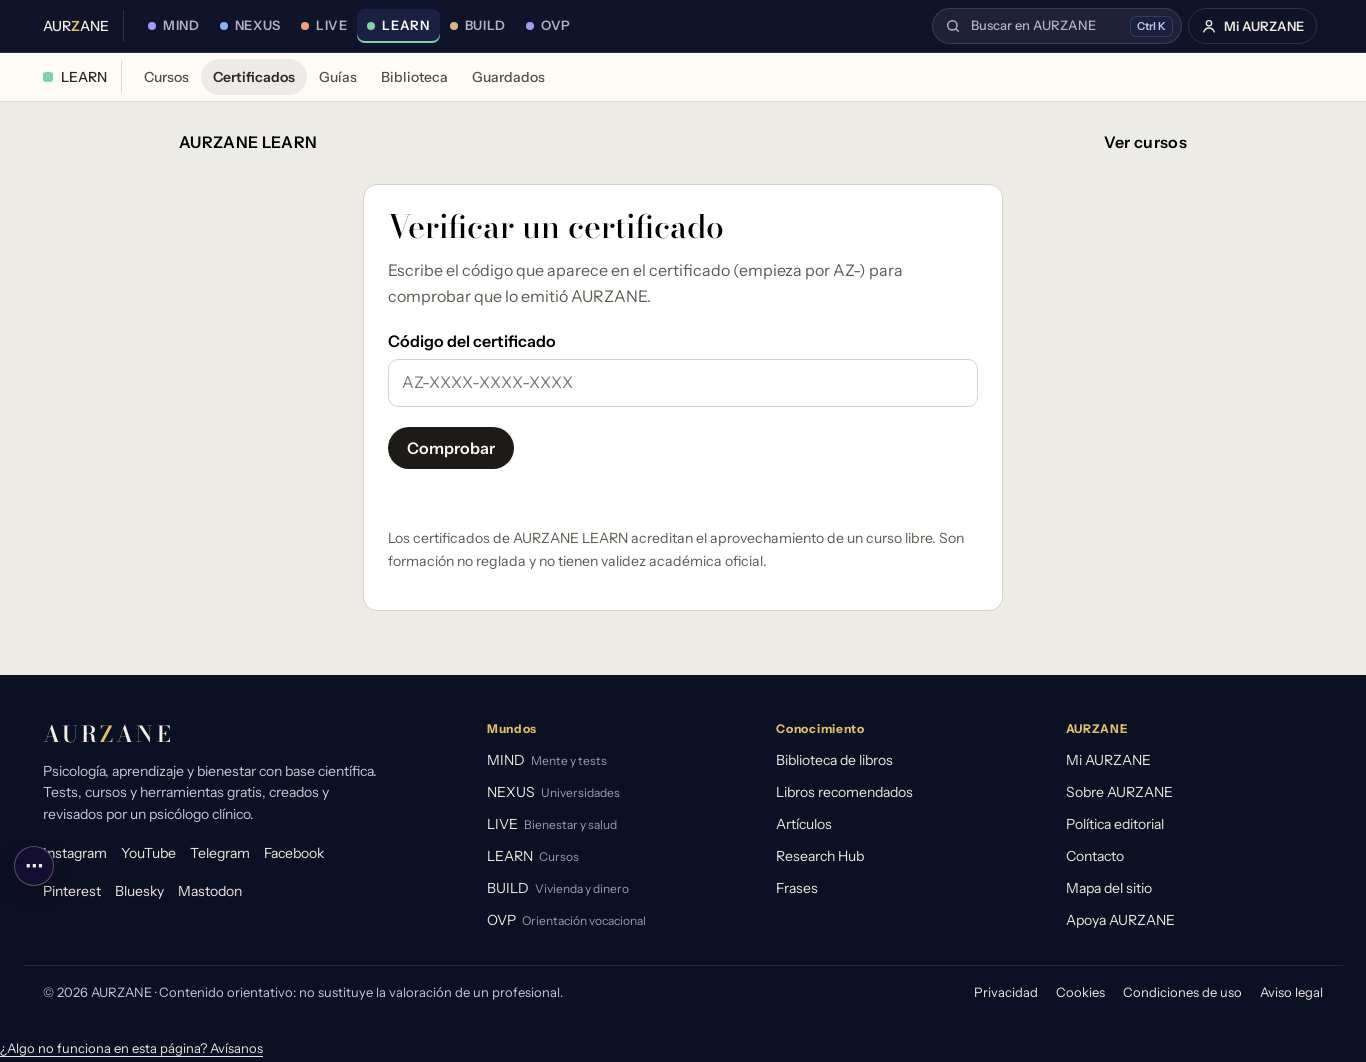 AURZANE MIND NEXUS LIVE LEARN BUILD OVP Buscar en AURZANE Ctrl K Mi AURZANE
LEARN Cursos Certificados Guías Biblioteca Guardados
AURZANE LEARN Ver cursos
Verificar un certificado
Escribe el código que aparece en el certificado (empieza por AZ-) para
comprobar que lo emitió AURZANE.
Código del certificado
AZ-XXXX-XXXX-XXXX
Comprobar
Los certificados de AURZANE LEARN acreditan el aprovechamiento de un curso libre. Son
formación no reglada y no tienen validez académica oficial.
AURZANE
Psicología, aprendizaje y bienestar con base científica.
Tests, cursos y herramientas gratis, creados y
revisados por un psicólogo clínico.
Instagram YouTube Telegram Facebook
Pinterest Bluesky Mastodon
Mundos
MIND Mente y tests
NEXUS Universidades
LIVE Bienestar y salud
LEARN Cursos
BUILD Vivienda y dinero
OVP Orientación vocacional
Conocimiento
Biblioteca de libros
Libros recomendados
Artículos
Research Hub
Frases
AURZANE
Mi AURZANE
Sobre AURZANE
Política editorial
Contacto
Mapa del sitio
Apoya AURZANE
© 2026 AURZANE · Contenido orientativo: no sustituye la valoración de un profesional.
Privacidad Cookies Condiciones de uso Aviso legal
¿Algo no funciona en esta página? Avísanos